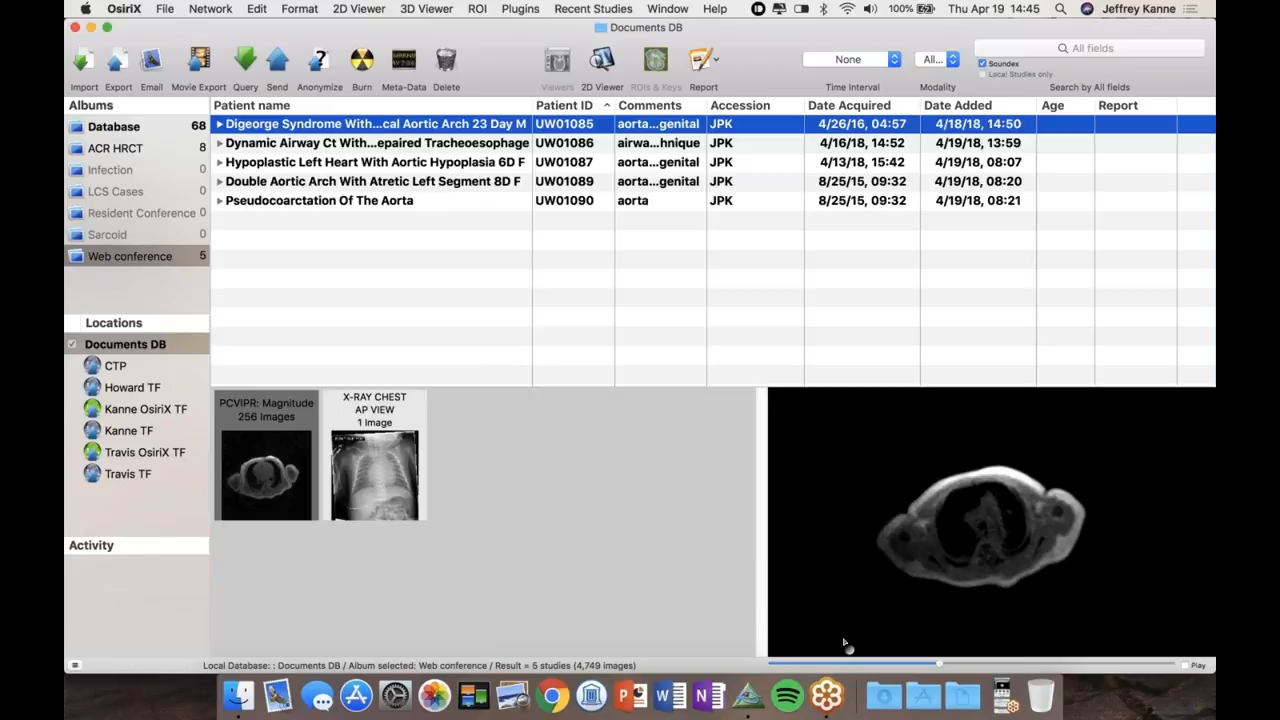 OsiriX File Network Edit Format 2D Viewer 3D Viewer ROI Plugins Recent Studies Window Help 100% Thu Apr 19 14:45 Jeffrey Kanne
Documents DB
None All... All fields
Soundex
Local Studies only
Import Export Email Movie Export Query Send Anonymize Burn Meta-Data Delete Viewers 2D Viewer ROIs & Keys Report Time Interval Modality Search by All fields
Albums Patient name Patient ID Comments Accession Date Acquired Date Added Age Report
Database 68 Digeorge Syndrome With...cal Aortic Arch 23 Day M UW01085 aorta...genital JPK 4/26/16, 04:57 4/18/18, 14:50
ACR HRCT 8 Dynamic Airway Ct With...epaired Tracheoesophage UW01086 airwa...hnique JPK 4/16/18, 14:52 4/19/18, 13:59
Infection 0 Hypoplastic Left Heart With Aortic Hypoplasia 6D F UW01087 aorta...genital JPK 4/13/18, 15:42 4/19/18, 08:07
LCS Cases 0 Double Aortic Arch With Atretic Left Segment 8D F UW01089 aorta...genital JPK 8/25/15, 09:32 4/19/18, 08:20
Resident Conference 0 Pseudocoarctation Of The Aorta UW01090 aorta JPK 8/25/15, 09:32 4/19/18, 08:21
Sarcoid 0
Web conference 5
Locations
Documents DB
CTP
Howard TF
Kanne OsiriX TF
Kanne TF
Travis OsiriX TF
Travis TF
Activity
PCVIPR: Magnitude
256 Images
X-RAY CHEST
AP VIEW
1 Image
Local Database: : Documents DB / Album selected: Web conference / Result = 5 studies (4,749 images) Play